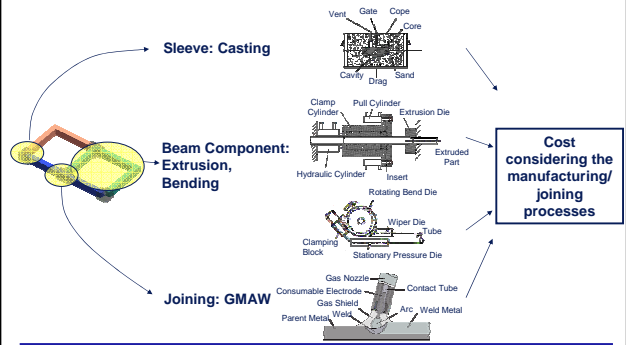 Sleeve: Casting
Vent
Gate
Cope
Core
Cavity
Drag
Sand
Beam Component:
Extrusion,
Bending
Clamp
Cylinder
Pull Cylinder
Extrusion Die
Extruded
Part
Hydraulic Cylinder
Insert
Rotating Bend Die
Wiper Die
Tube
Clamping
Block
Stationary Pressure Die
Joining: GMAW
Gas Nozzle
Consumable Electrode
Contact Tube
Gas Shield
Parent Metal
Weld
Arc
Weld Metal
Cost
considering the
manufacturing/
joining
processes